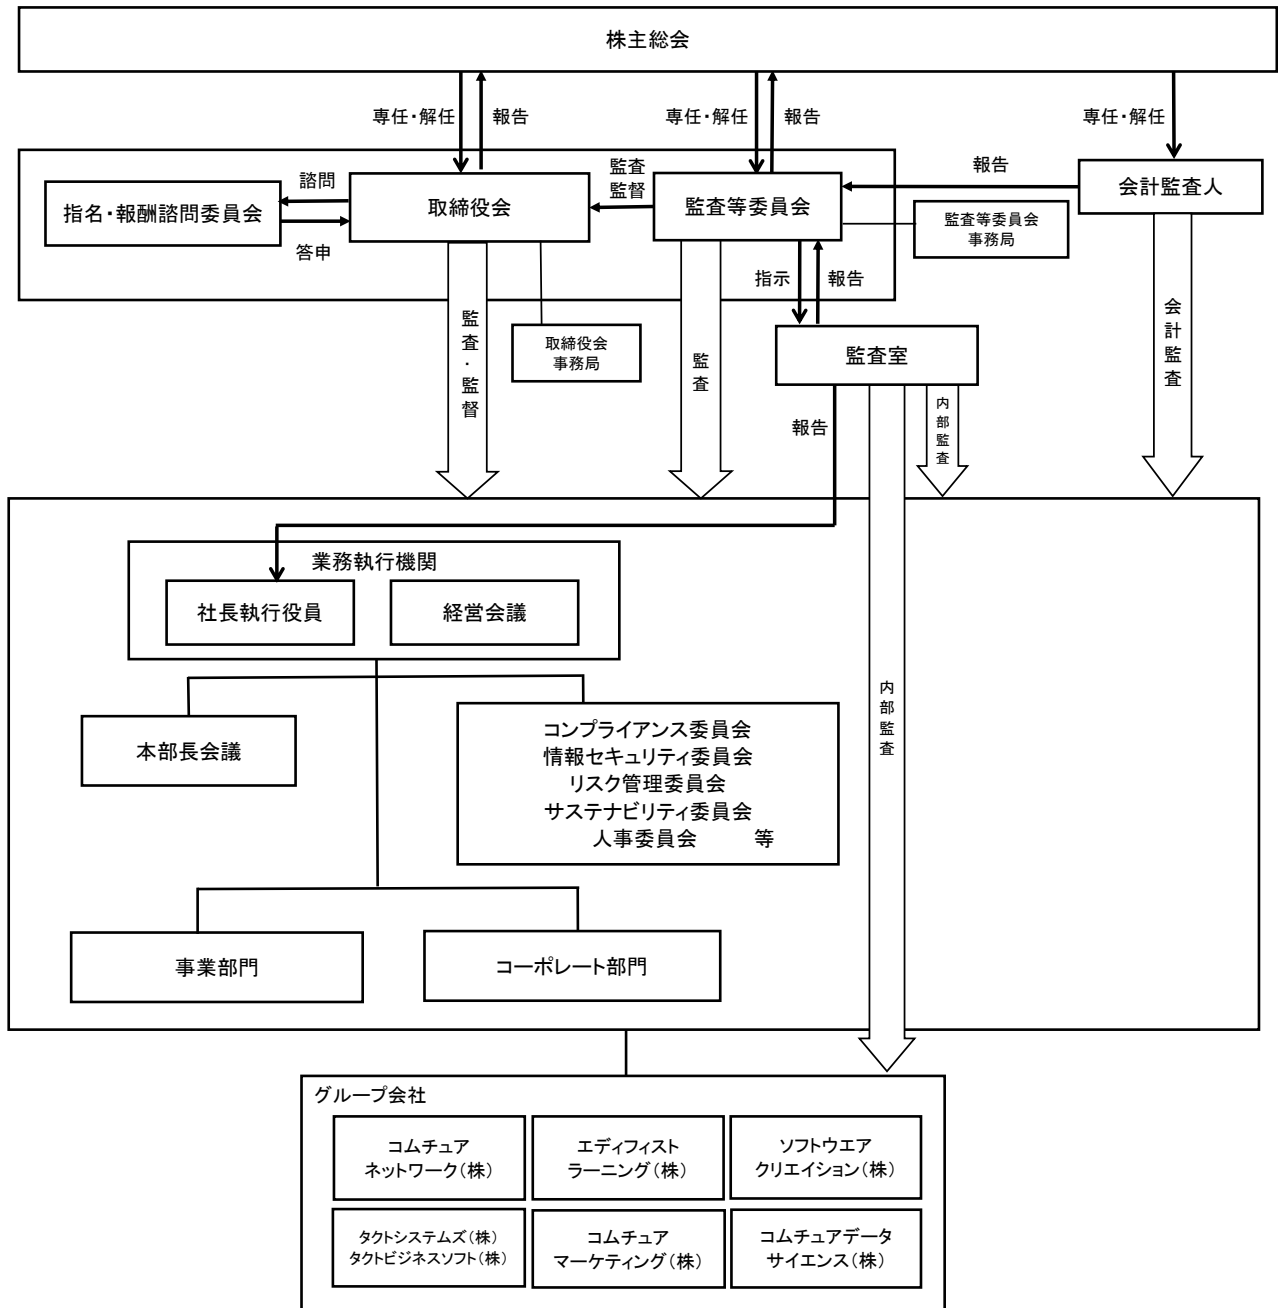 株主総会
専任・解任
報告
専任・解任
報告
専任・解任
指名・報酬諮問委員会
諮問
答申
取締役会
監査
監督
監査等委員会
報告
会計監査人
監査等委員会
事務局
指示
報告
監査・監督
取締役会
事務局
監査
監査室
会計監査
報告
内部監査
業務執行機関
社長執行役員
経営会議
内部監査
本部長会議
コンプライアンス委員会
情報セキュリティ委員会
リスク管理委員会
サステナビリティ委員会
人事委員会　　等
事業部門
コーポレート部門
グループ会社
コムチュア
ネットワーク(株)
エディフィスト
ラーニング(株)
ソフトウエア
クリエイション(株)
タクトシステムズ(株)
タクトビジネスソフト(株)
コムチュア
マーケティング(株)
コムチュアデータ
サイエンス(株)